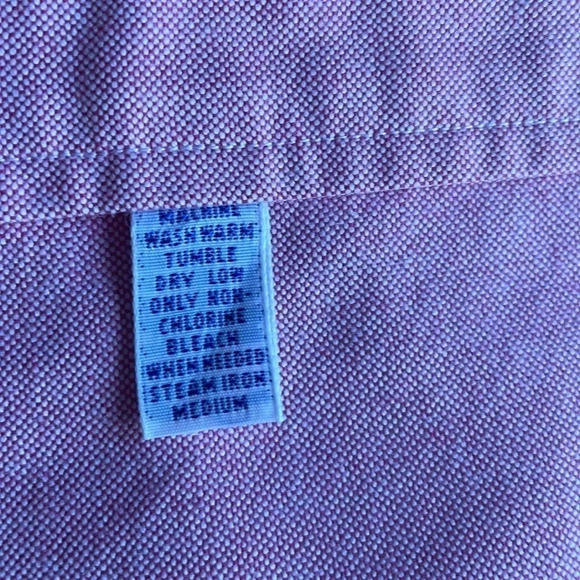 MACHINE
WASH WARM
TUMBLE
DRY LOW
ONLY NON-
CHLORINE
BLEACH
WHEN NEEDED
STEAM IRON
MEDIUM